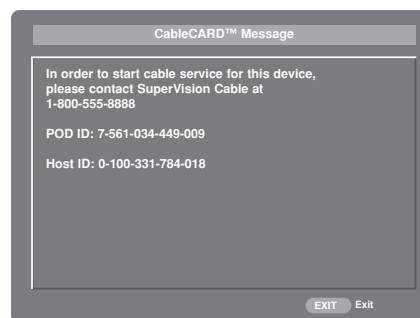 CableCARD™ Message
In order to start cable service for this device,
please contact SuperVision Cable at
1-800-555-8888
POD ID: 7-561-034-449-009
Host ID: 0-100-331-784-018
EXIT Exit